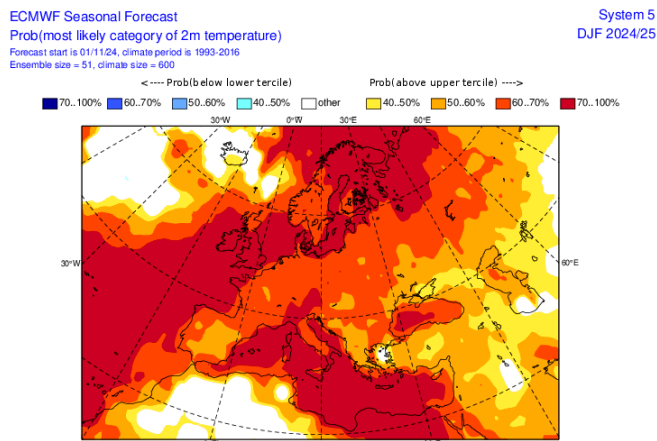 ECMWF Seasonal Forecast
System 5
Prob(most likely category of 2m temperature)
DJF 2024/25
Forecast start is 01/11/24, climate period is 1993-2016
Ensemble size = 51, climate size = 600
<---- Prob(below lower tercile)
Prob(above upper tercile) ---->
70..100% 60..70% 50..60% 40..50% other 40..50% 50..60% 60..70% 70..100%
30°W 0°W 30°E 60°E
30°W
60°E